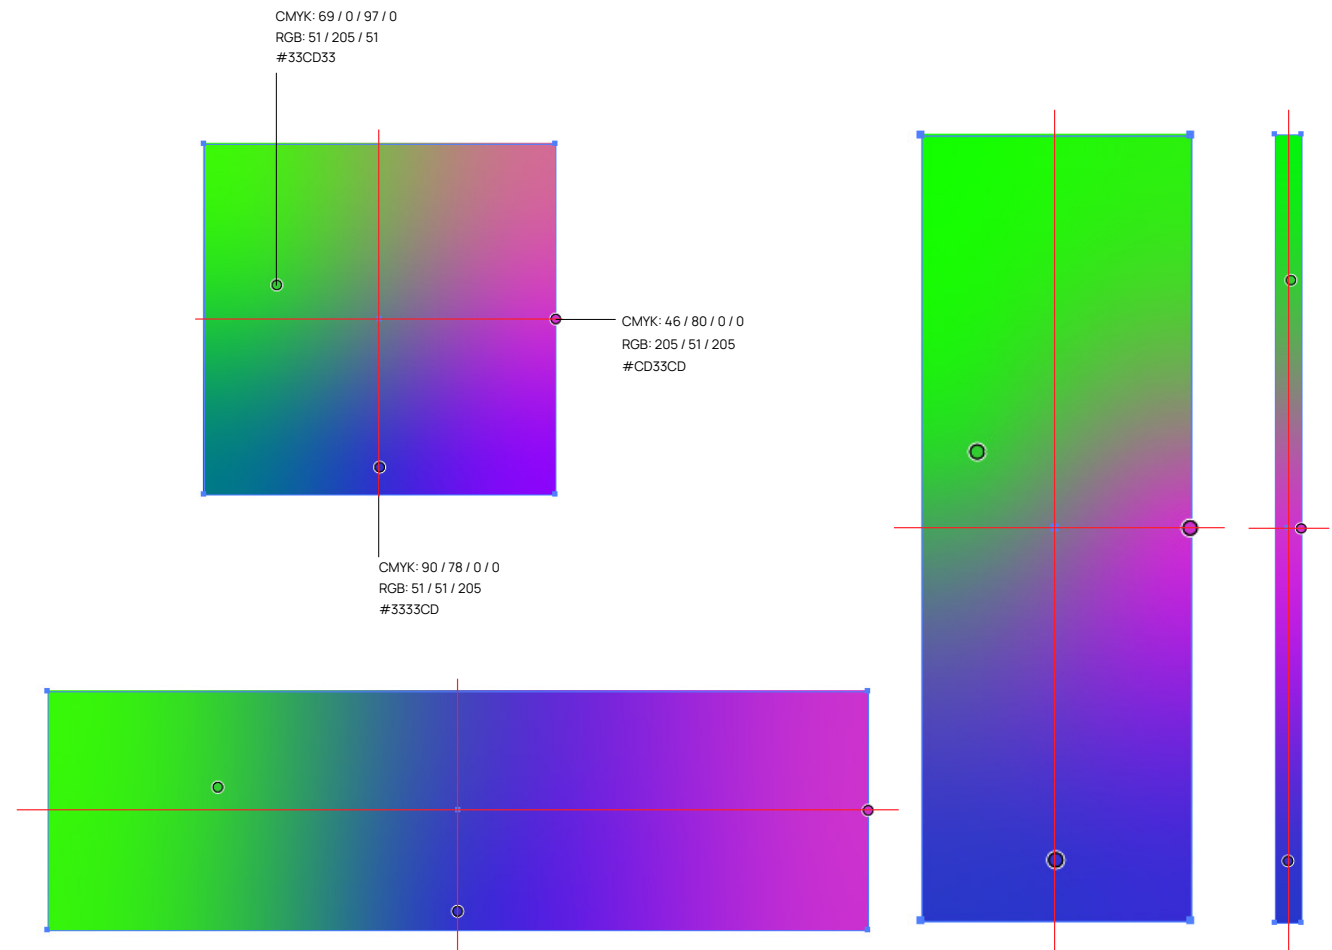 CMYK: 69 / 0 / 97 / 0
RGB: 51 / 205 / 51
#33CD33
CMYK: 46 / 80 / 0 / 0
RGB: 205 / 51 / 205
#CD33CD
CMYK: 90 / 78 / 0 / 0
RGB: 51 / 51 / 205
#3333CD